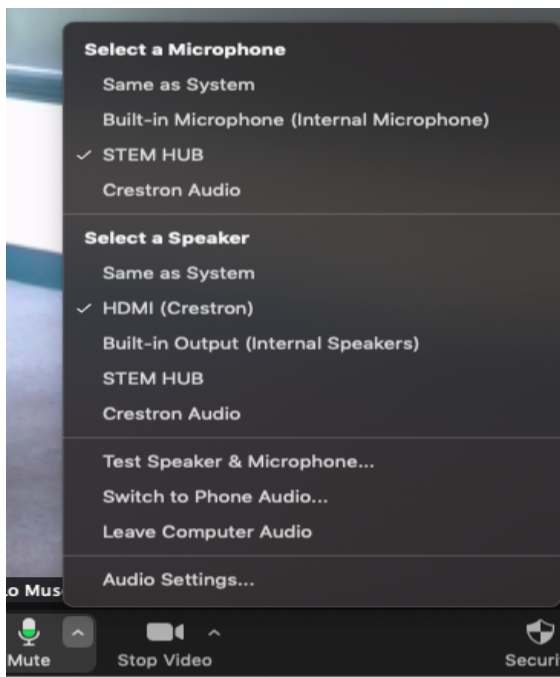 Select a Microphone
Same as System
Built-in Microphone (Internal Microphone)
✓ STEM HUB
Crestron Audio
Select a Speaker
Same as System
✓ HDMI (Crestron)
Built-in Output (Internal Speakers)
STEM HUB
Crestron Audio
Test Speaker & Microphone...
Switch to Phone Audio...
Leave Computer Audio
Audio Settings...
Mute
Stop Video